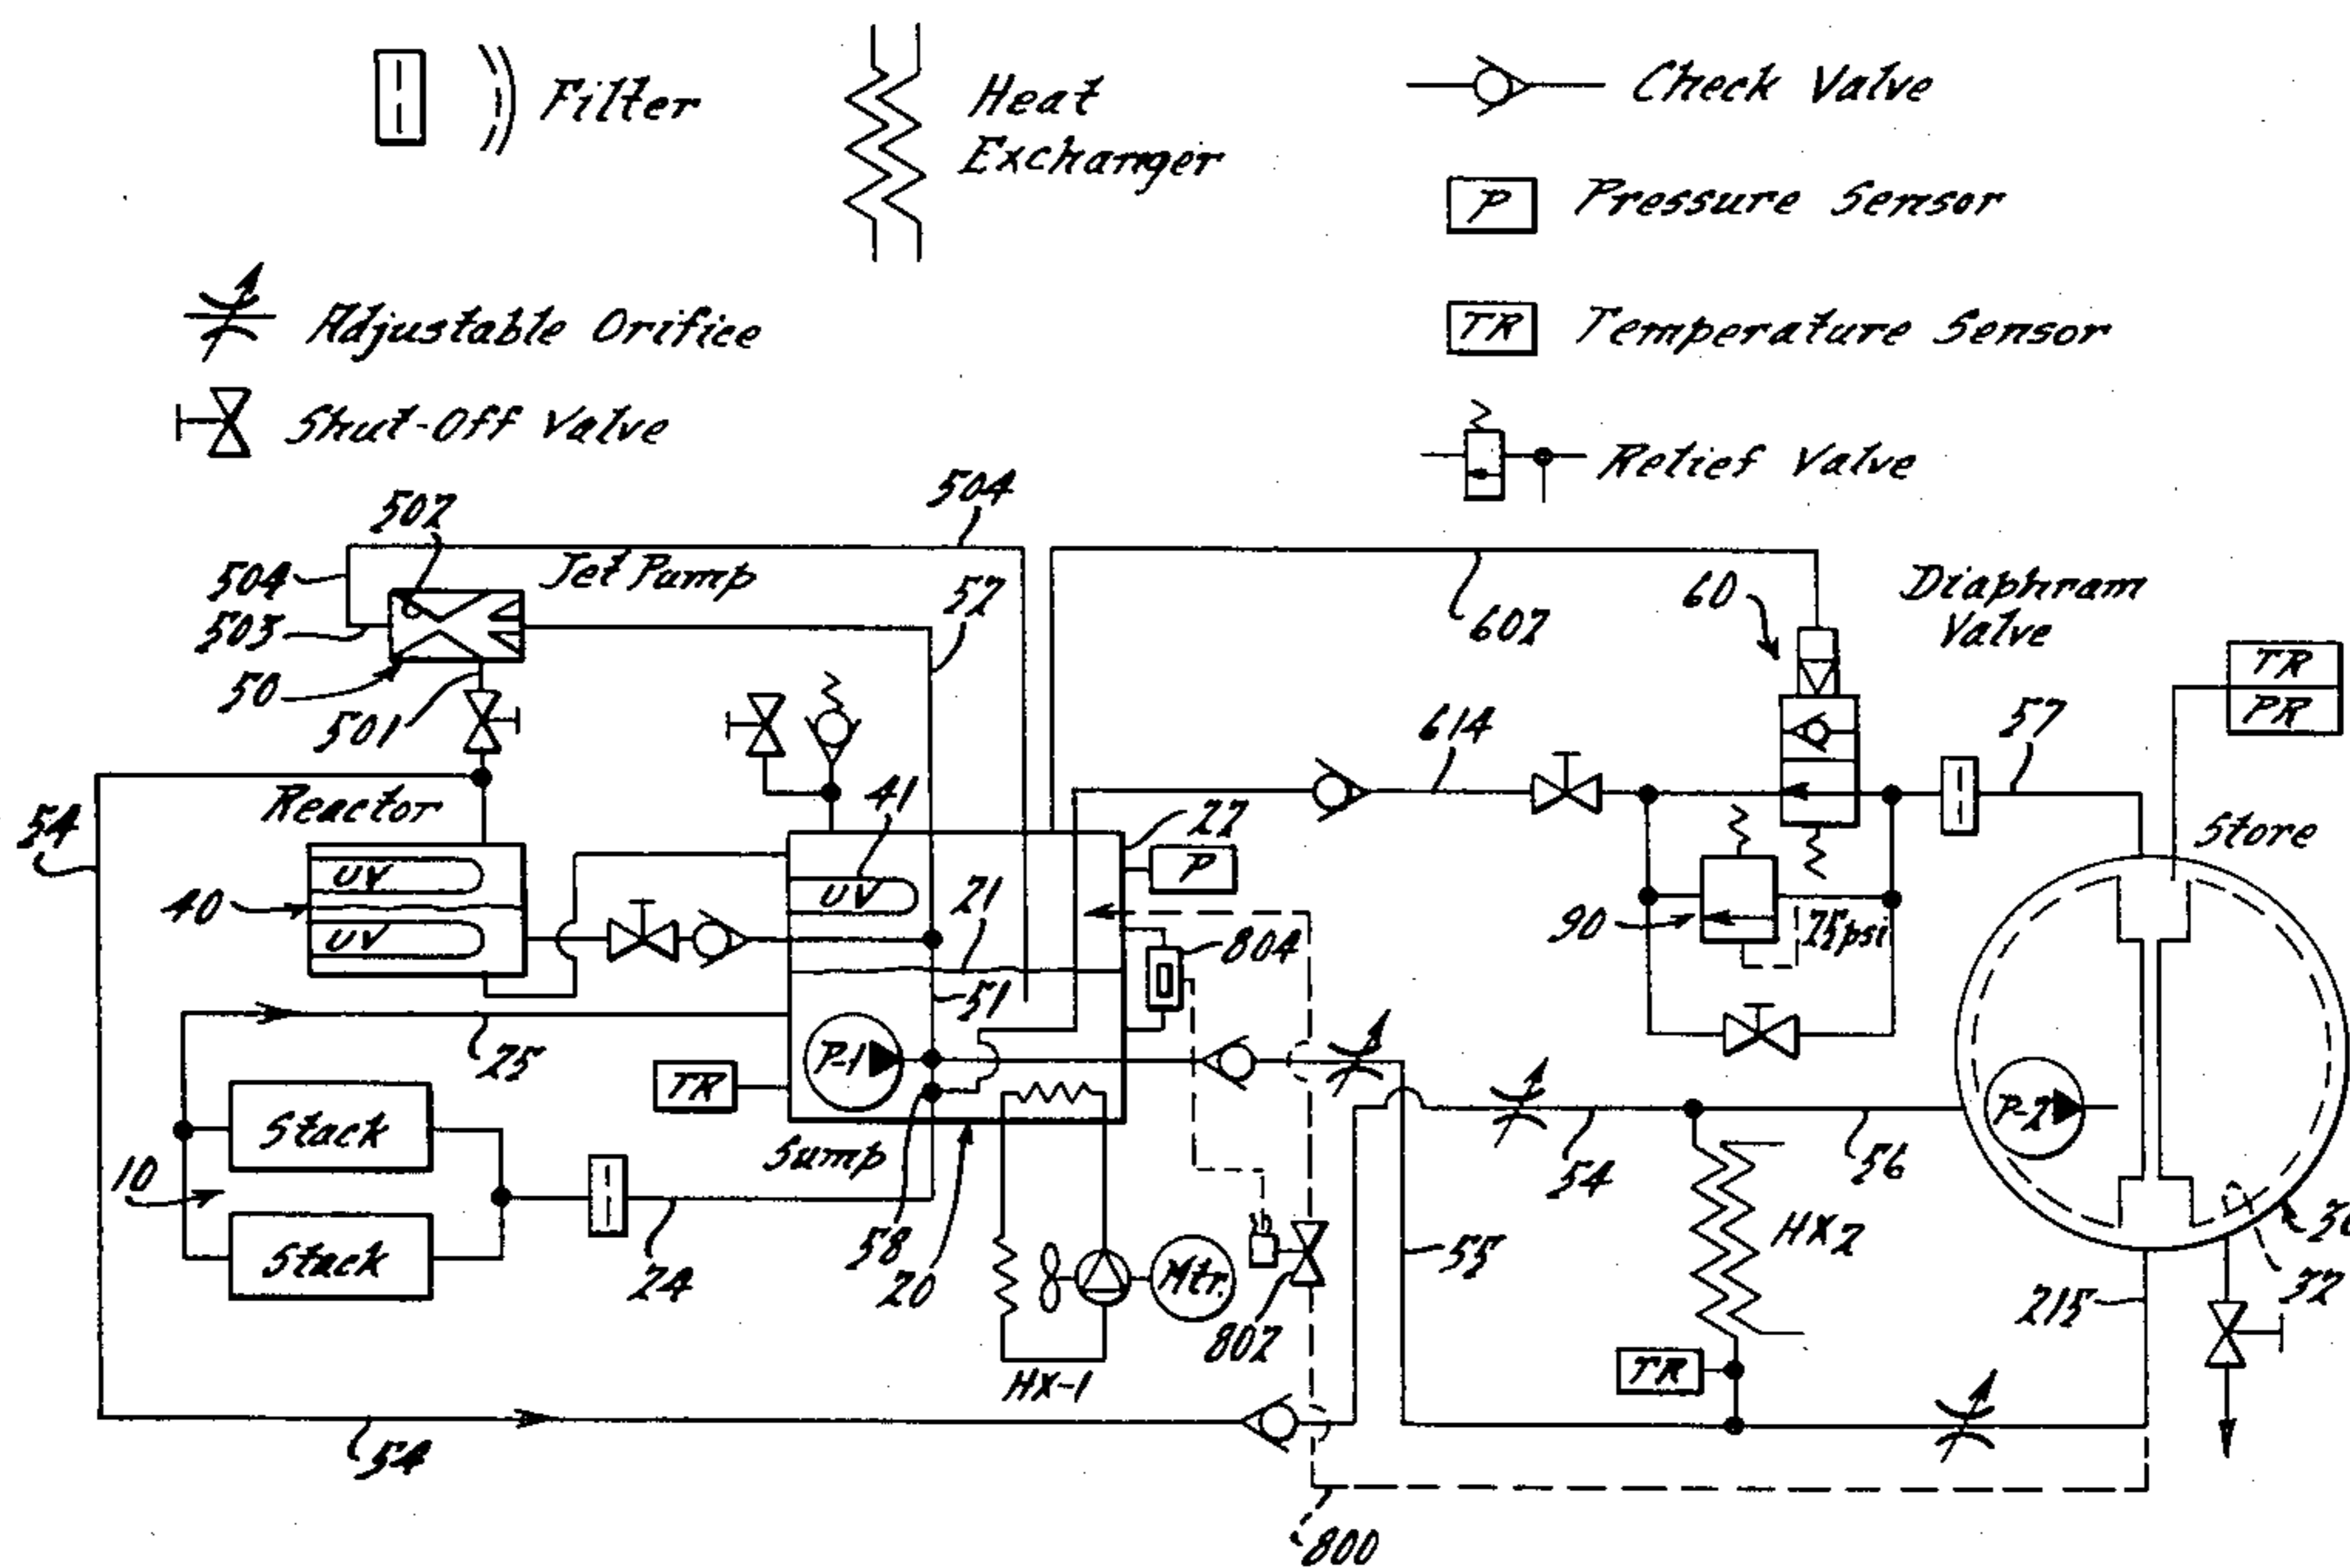 Filter
Heat
Exchanger
Check Valve
P Pressure Sensor
TR Temperature Sensor
Adjustable Orifice
Shut-Off Valve
Relief Valve
502
504
504
Jet Pump
52
503
50
501
602
60
Diaphram
Valve
TR
PR
614
57
54
Reactor
41
22
Store
UV
UV
P
40
UV
21
90
25psi
804
51
25
P-1
TR
Stack
P-2
10
Sump
54
56
Stack
58
20
24
Mtr.
55
HX2
802
215
32
HX-1
TR
54
800